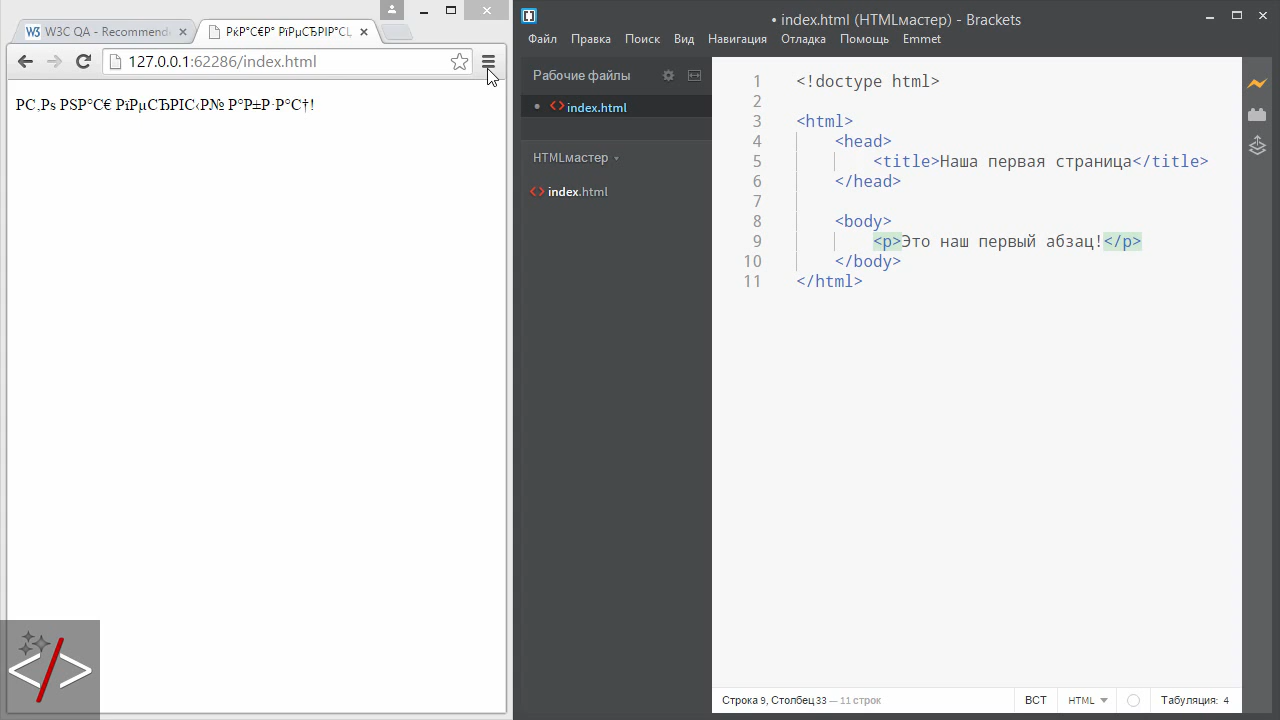 W3C QA - Recommend
РќР°С€Р° РїРµСЂРІР°СЏ
127.0.0.1:62286/index.html
Р­С‚Рѕ РЅР°С€ РїРµСЂРІС‹Р№ Р°Р±Р·Р°С†!
• index.html (HTMLмастер) - Brackets
Файл Правка Поиск Вид Навигация Отладка Помощь Emmet
Рабочие файлы
index.html
HTMLмастер
index.html
1 <!doctype html>
2
3 <html>
4 <head>
5 <title>Наша первая страница</title>
6 </head>
7
8 <body>
9 <p>Это наш первый абзац!</p>
10 </body>
11 </html>
Строка 9, Столбец 33 — 11 строк
ВСТ
HTML
Табуляция: 4